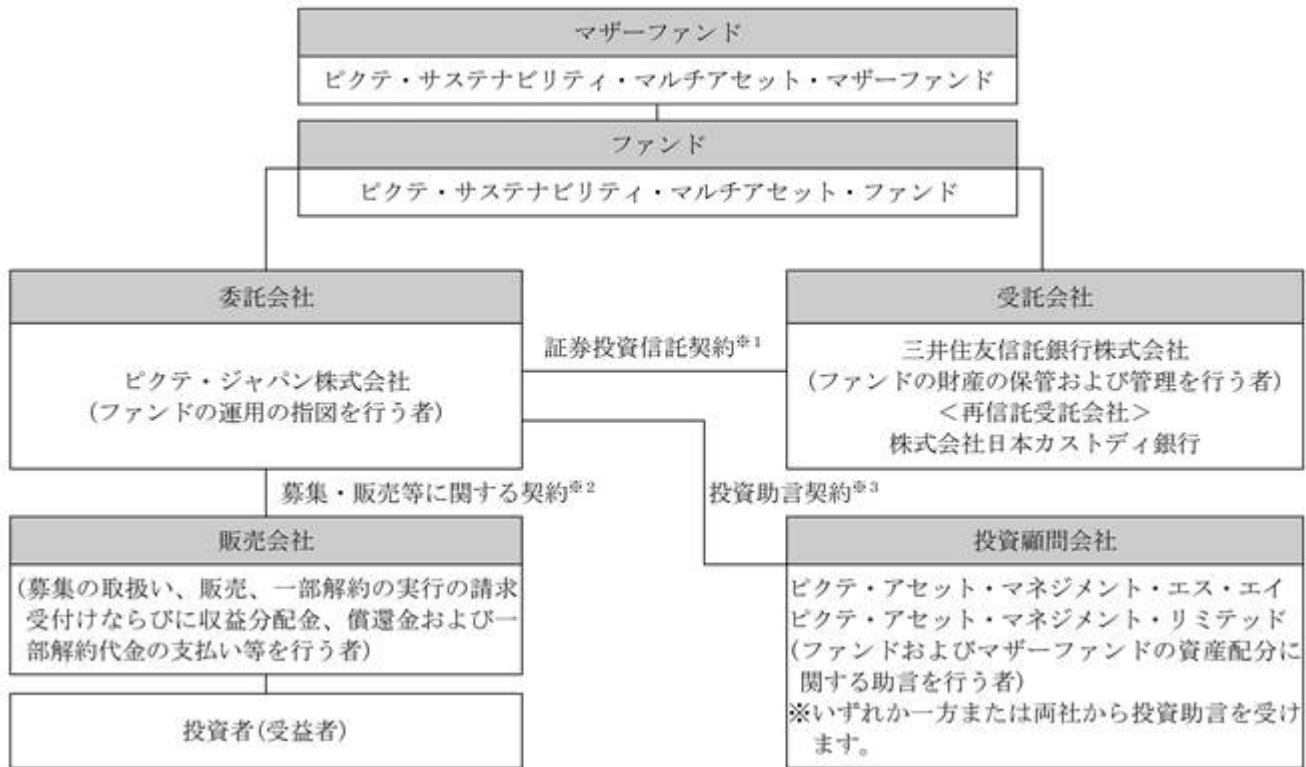 マザーファンド
ピクテ・サステナビリティ・マルチアセット・マザーファンド
ファンド
ピクテ・サステナビリティ・マルチアセット・ファンド
委託会社
ピクテ・ジャパン株式会社
(ファンドの運用の指図を行う者)
証券投資信託契約※1
受託会社
三井住友信託銀行株式会社
(ファンドの財産の保管および管理を行う者)
＜再信託受託会社＞
株式会社日本カストディ銀行
募集・販売等に関する契約※2
投資助言契約※3
販売会社
(募集の取扱い、販売、一部解約の実行の請求
受付けならびに収益分配金、償還金および一
部解約代金の支払い等を行う者)
投資者(受益者)
投資顧問会社
ピクテ・アセット・マネジメント・エス・エイ
ピクテ・アセット・マネジメント・リミテッド
(ファンドおよびマザーファンドの資産配分に
関する助言を行う者)
※いずれか一方または両社から投資助言を受け
ます。